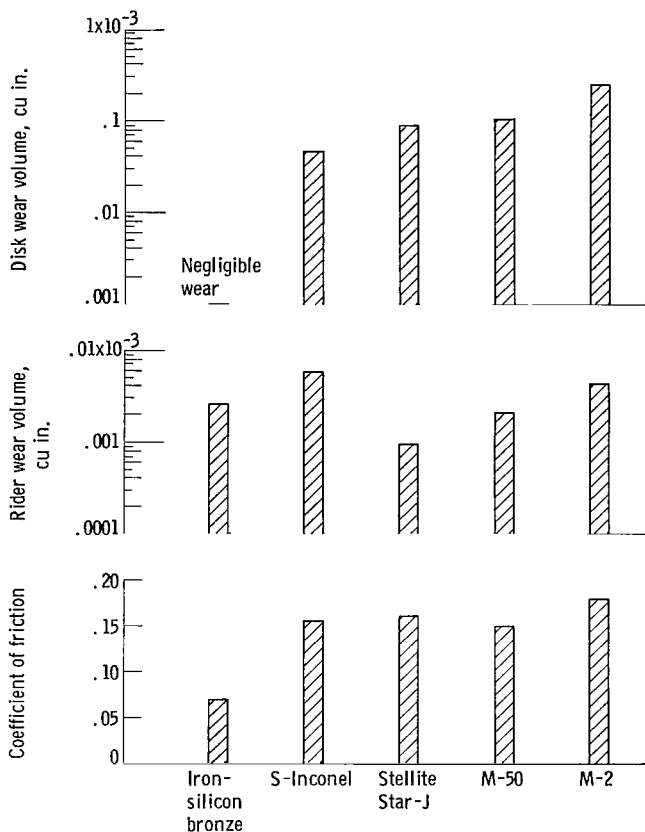 Disk wear volume, cu in.
1x10-3
.1
.01
.001
Negligible
wear
Rider wear volume,
cu in.
.01x10-3
.001
.0001
Coefficient of friction
.20
.15
.10
.05
0
Iron-
silicon
bronze
S-Inconel
Stellite
Star-J
M-50
M-2